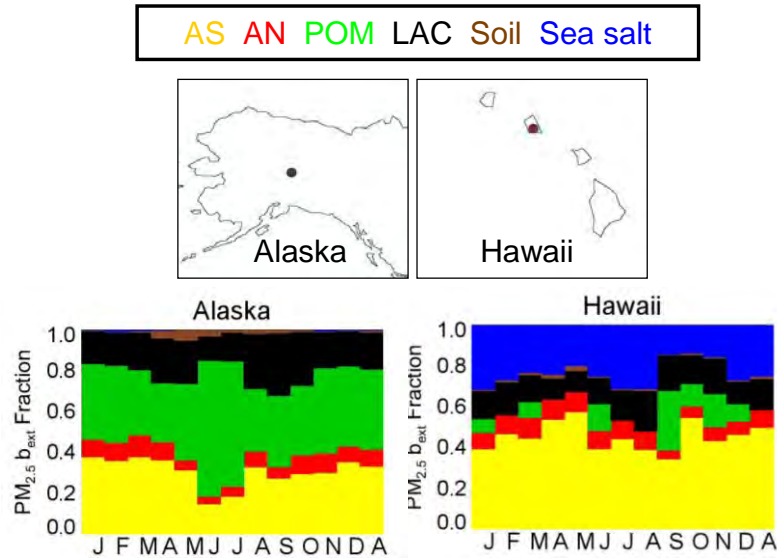 AS AN POM LAC Soil Sea salt
Alaska
Hawaii
Alaska
1.0
0.8
0.6
0.4
0.2
0.0
PM2.5 bext Fraction
J F M A M J J A S O N D A
Hawaii
1.0
0.8
0.6
0.4
0.2
0.0
PM2.5 bext Fraction
J F M A M J J A S O N D A